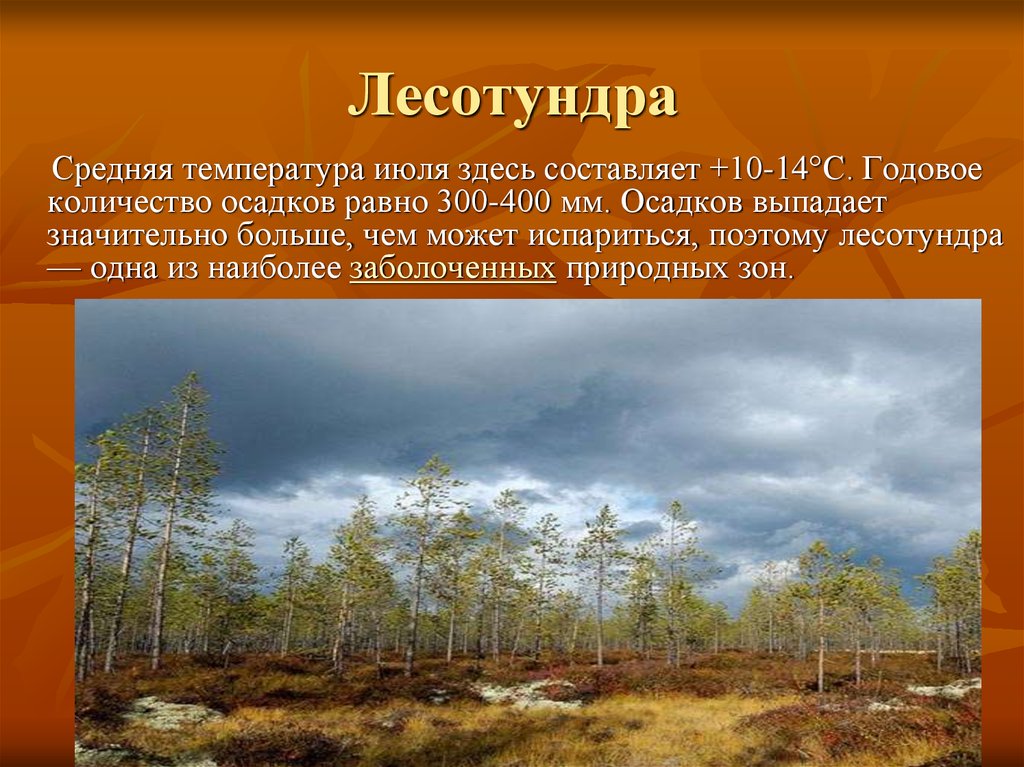 Лесотундра
Средняя температура июля здесь составляет +10-14°С. Годовое
количество осадков равно 300-400 мм. Осадков выпадает
значительно больше, чем может испариться, поэтому лесотундра
— одна из наиболее заболоченных природных зон.